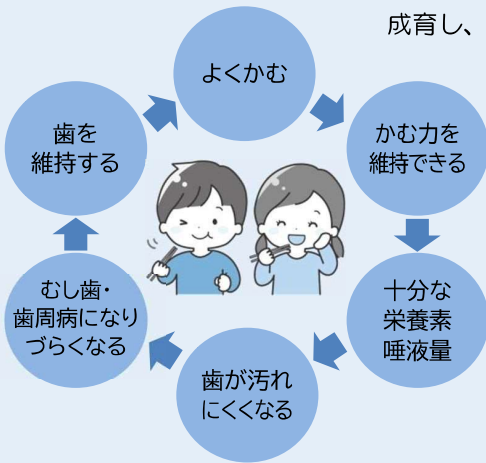 成育し、
よくかむ
かむ力を
維持できる
十分な
栄養素
唾液量
歯が汚れ
にくくなる
むし歯・
歯周病になり
づらくなる
歯を
維持する